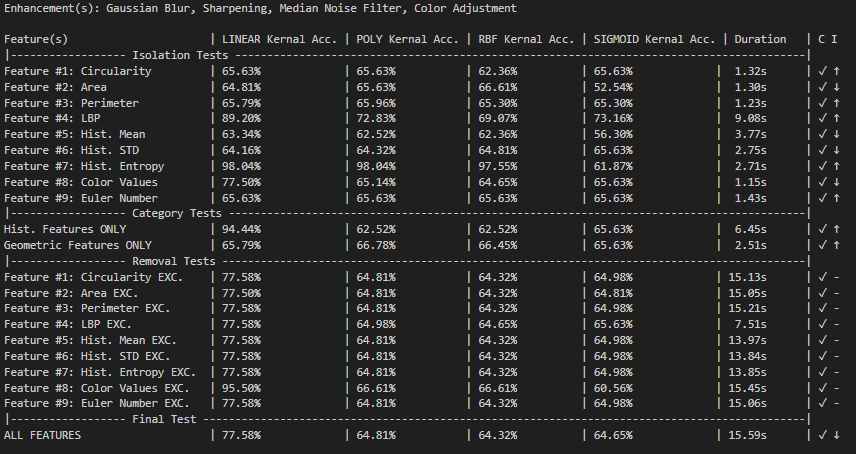 Enhancement(s): Gaussian Blur, Sharpening, Median Noise Filter, Color Adjustment
Feature(s) | LINEAR Kernal Acc. | POLY Kernal Acc. | RBF Kernal Acc. | SIGMOID Kernal Acc. | Duration | C I
|---------------- Isolation Tests ----------------------------------------------------------------------------------------|
Feature #1: Circularity | 65.63% | 65.63% | 62.36% | 65.63% | 1.32s | ✓ ↑
Feature #2: Area | 64.81% | 65.63% | 66.61% | 52.54% | 1.30s | ✓ ↓
Feature #3: Perimeter | 65.79% | 65.96% | 65.30% | 65.30% | 1.23s | ✓ ↑
Feature #4: LBP | 89.20% | 72.83% | 69.07% | 73.16% | 9.08s | ✓ ↑
Feature #5: Hist. Mean | 63.34% | 62.52% | 62.36% | 56.30% | 3.77s | ✓ ↓
Feature #6: Hist. STD | 64.16% | 64.32% | 64.81% | 65.63% | 2.75s | ✓ ↓
Feature #7: Hist. Entropy | 98.04% | 98.04% | 97.55% | 61.87% | 2.71s | ✓ ↑
Feature #8: Color Values | 77.50% | 65.14% | 64.65% | 65.63% | 1.15s | ✓ ↓
Feature #9: Euler Number | 65.63% | 65.63% | 65.63% | 65.63% | 1.43s | ✓ ↑
|---------------- Category Tests ----------------------------------------------------------------------------------------|
Hist. Features ONLY | 94.44% | 62.52% | 62.52% | 65.63% | 6.45s | ✓ ↑
Geometric Features ONLY | 65.79% | 66.78% | 66.45% | 65.63% | 2.51s | ✓ ↑
|---------------- Removal Tests ----------------------------------------------------------------------------------------|
Feature #1: Circularity EXC. | 77.58% | 64.81% | 64.32% | 64.98% | 15.13s | ✓ -
Feature #2: Area EXC. | 77.50% | 64.81% | 64.32% | 64.81% | 15.05s | ✓ -
Feature #3: Perimeter EXC. | 77.58% | 64.81% | 64.32% | 64.98% | 15.21s | ✓ -
Feature #4: LBP EXC. | 77.58% | 64.98% | 64.65% | 65.63% | 7.51s | ✓ -
Feature #5: Hist. Mean EXC. | 77.58% | 64.81% | 64.32% | 64.98% | 13.97s | ✓ -
Feature #6: Hist. STD EXC. | 77.58% | 64.81% | 64.32% | 64.98% | 13.84s | ✓ -
Feature #7: Hist. Entropy EXC. | 77.58% | 64.81% | 64.32% | 64.98% | 13.85s | ✓ -
Feature #8: Color Values EXC. | 95.50% | 66.61% | 66.61% | 60.56% | 15.45s | ✓ -
Feature #9: Euler Number EXC. | 77.58% | 64.81% | 64.32% | 64.98% | 15.06s | ✓ -
|---------------- Final Test ----------------------------------------------------------------------------------------|
ALL FEATURES | 77.58% | 64.81% | 64.32% | 64.65% | 15.59s | ✓ ↓